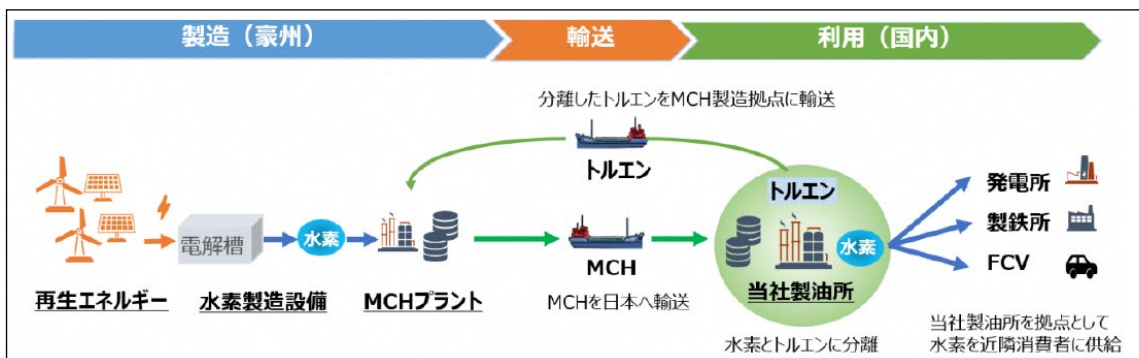 製造（豪州）
輸送
利用（国内）
分離したトルエンをMCH製造拠点に輸送
トルエン
電解槽
水素
MCH
MCHを日本へ輸送
再生エネルギー
水素製造設備
MCHプラント
トルエン
水素
当社製油所
水素とトルエンに分離
発電所
製鉄所
FCV
当社製油所を拠点として
水素を近隣消費者に供給